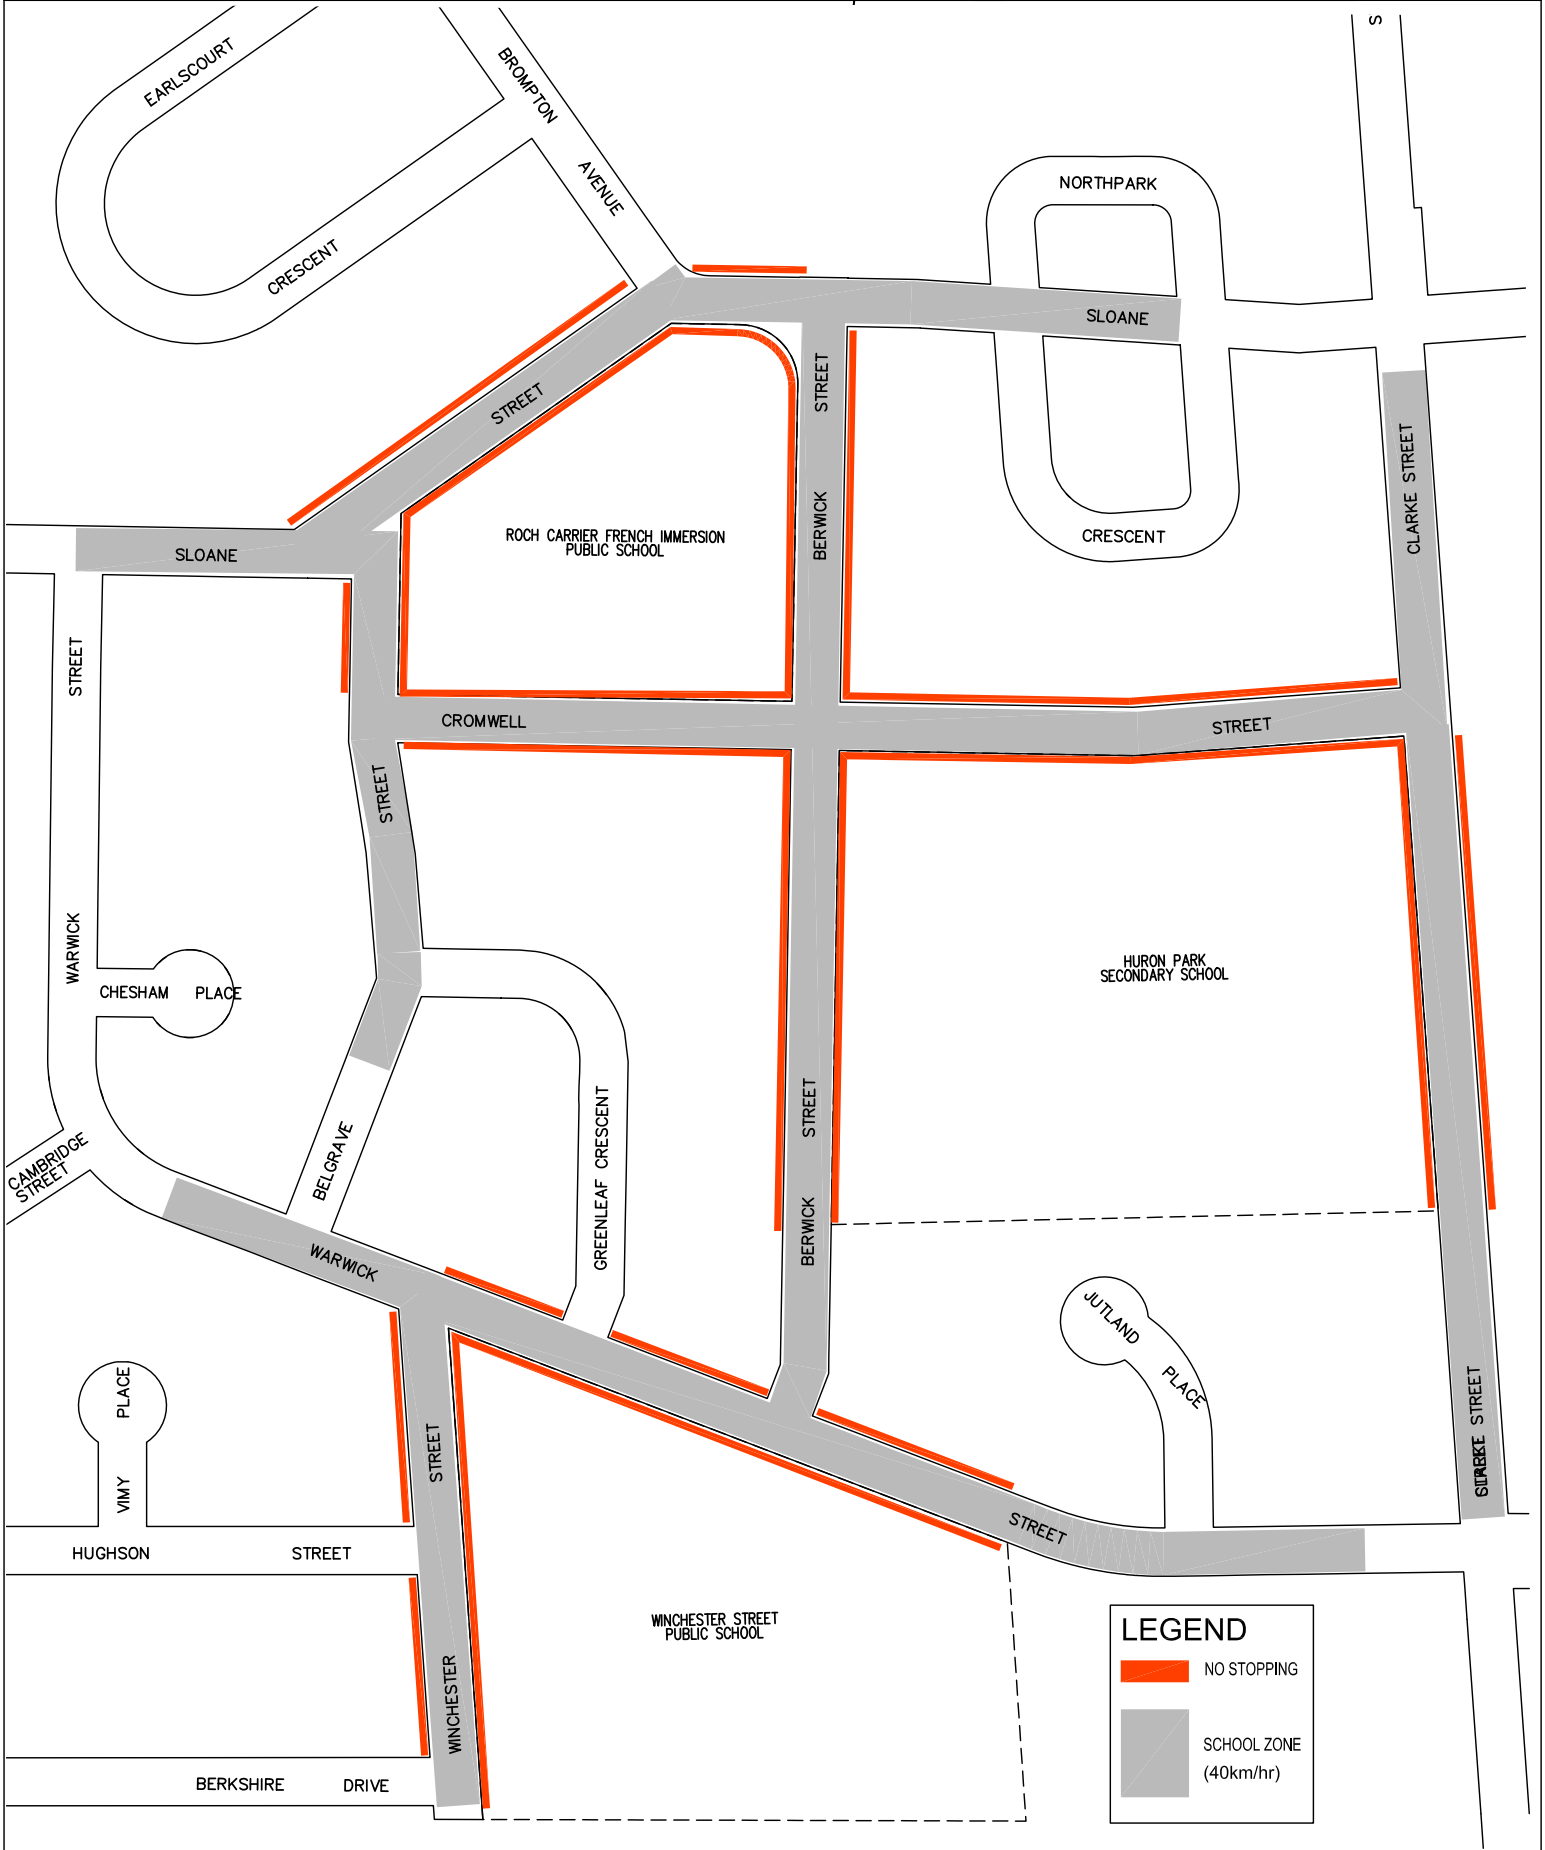 S
EARLSCOURT
BROMPTON
AVENUE
NORTHPARK
CRESCENT
SLOANE
STREET
STREET
CLARKE STREET
BERWICK
ROCH CARRIER FRENCH IMMERSION
PUBLIC SCHOOL
CRESCENT
SLOANE
STREET
CROMWELL
STREET
STREET
WARWICK
HURON PARK
SECONDARY SCHOOL
CHESHAM PLACE
STREET
GREENLEAF CRESCENT
BELGRAVE
CAMBRIDGE
STREET
BERWICK
WARWICK
JUTLAND
PLACE
PLACE
VIMY
STREET
CLARKE STREET
STREET
HUGHSON STREET
WINCHESTER STREET
PUBLIC SCHOOL
WINCHESTER
BERKSHIRE DRIVE
LEGEND
NO STOPPING
SCHOOL ZONE
(40km/hr)